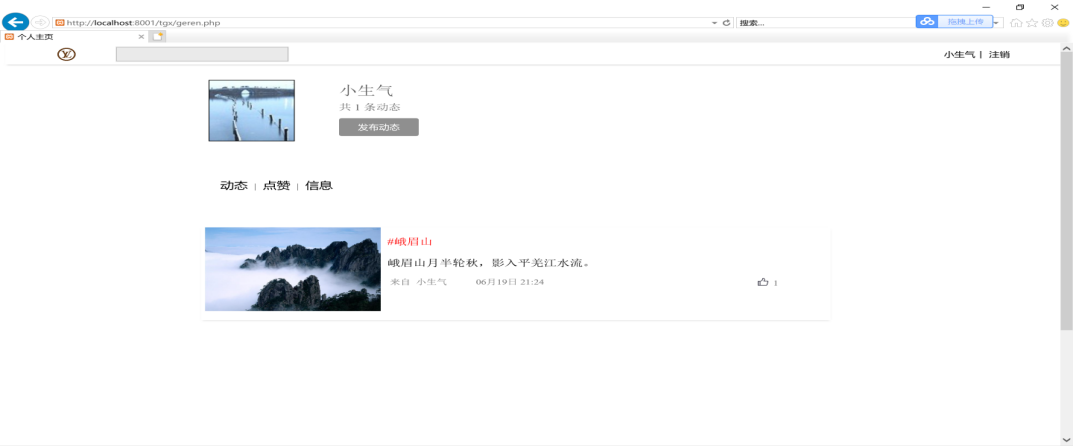 http://localhost:8001/tgx/geren.php
搜索...
拖拽上传
个人主页
小生气 | 注销
小生气
共 1 条动态
发布动态
动态 | 点赞 | 信息
#峨眉山
峨眉山月半轮秋，影入平羌江水流。
来自 小生气 06月19日 21:24
1